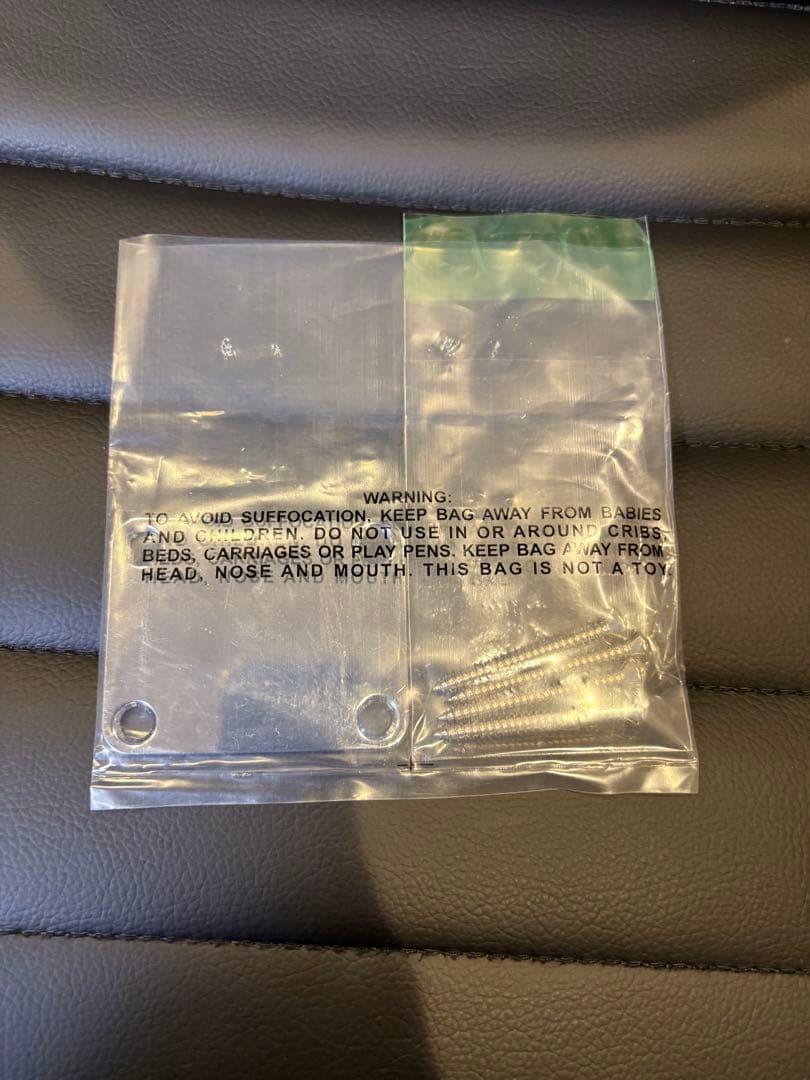 WARNING:
TO AVOID SUFFOCATION, KEEP BAG AWAY FROM BABIES
AND CHILDREN. DO NOT USE IN OR AROUND CRIBS,
BEDS, CARRIAGES OR PLAY PENS. KEEP BAG AWAY FROM
HEAD, NOSE AND MOUTH. THIS BAG IS NOT A TOY.